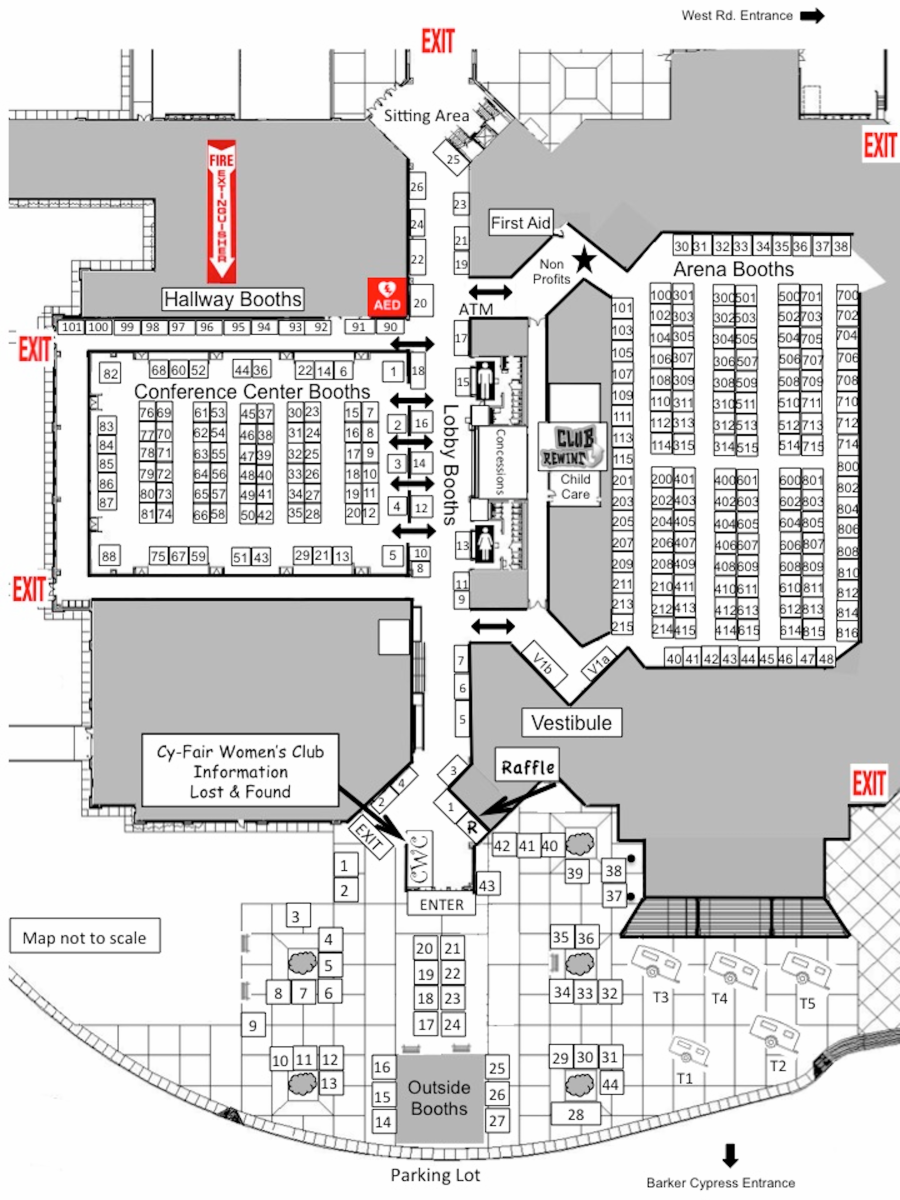 West Rd. Entrance
EXIT
Sitting Area
EXIT
25
FIRE
EXTINGUISHER
26
23
24
First Aid
21
22
19
Non
Profits
30 31 32 33 34 35 36 37 38
Arena Booths
AED
20
Hallway Booths
ATM
101 100 99 98 97 96 95 94 93 92 91 90
17
EXIT
82
68 60 52
44 36
22 14 6
1
18
15
Conference Center Booths
76 69 61 53 45 37 30 23 15 7
77 70 62 54 46 38 31 24 16 8
78 71 63 55 47 39 32 25 17 9
79 72 64 56 48 40 33 26 18 10
80 73 65 57 49 41 34 27 19 11
81 74 66 58 50 42 35 28 20 12
83
84
85
86
87
2 16
3 14
4 12
Lobby Booths
Concessions
CLUB
REWIND
Child
Care
88
75 67 59
51 43
29 21 13
5
10
8
13
11
9
101
103
105
107
109
111
113
115
201
203
205
207
209
211
213
215
100 301 300 501 500 701 700
102 303 302 503 502 703 702
104 305 304 505 504 705 704
106 307 306 507 506 707 706
108 309 308 509 508 709 708
110 311 310 511 510 711 710
112 313 312 513 512 713 712
114 315 314 515 514 715 714
800
200 401 400 601 600 801 802
202 403 402 603 602 803 804
204 405 404 605 604 805 806
206 407 406 607 606 807 808
208 409 408 609 608 809 810
210 411 410 611 610 811 812
212 413 412 613 612 813 814
214 415 414 615 614 815 816
EXIT
V1b
V1a
40 41 42 43 44 45 46 47 48
7
6
5
Vestibule
Cy-Fair Women's Club
Information
Lost & Found
Raffle
3
4
2
1
R
EXIT
EXIT
CWC
42 41 40
39
38
37
43
ENTER
1
2
3
4
5
8 7 6
9
10 11 12
13
Map not to scale
20 21
19 22
18 23
17 24
35 36
34 33 32
T3
T4
T5
T1
T2
16
15
14
Outside
Booths
25
26
27
29 30 31
44
28
Parking Lot
Barker Cypress Entrance